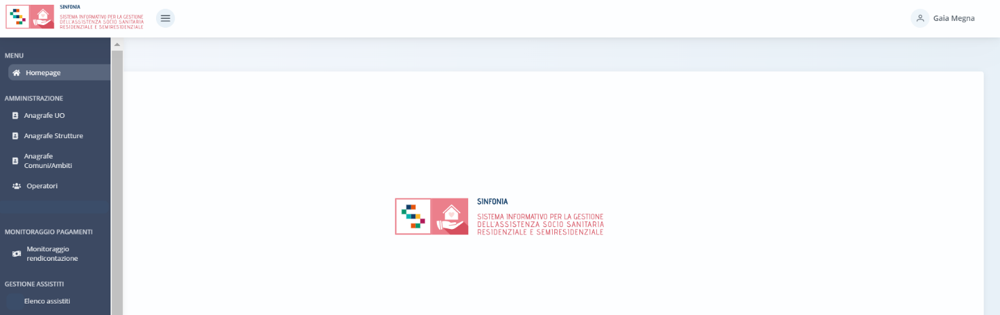 SINFONIA
SISTEMA INFORMATIVO PER LA GESTIONE
DELL'ASSISTENZA SOCIO SANITARIA
RESIDENZIALE E SEMIRESIDENZIALE
Gaia Megna
MENU
Homepage
AMMINISTRAZIONE
Anagrafe UO
Anagrafe Strutture
Anagrafe
Comuni/Ambiti
Operatori
MONITORAGGIO PAGAMENTI
Monitoraggio
rendicontazione
GESTIONE ASSISTITI
Elenco assistiti
SINFONIA
SISTEMA INFORMATIVO PER LA GESTIONE
DELL'ASSISTENZA SOCIO SANITARIA
RESIDENZIALE E SEMIRESIDENZIALE